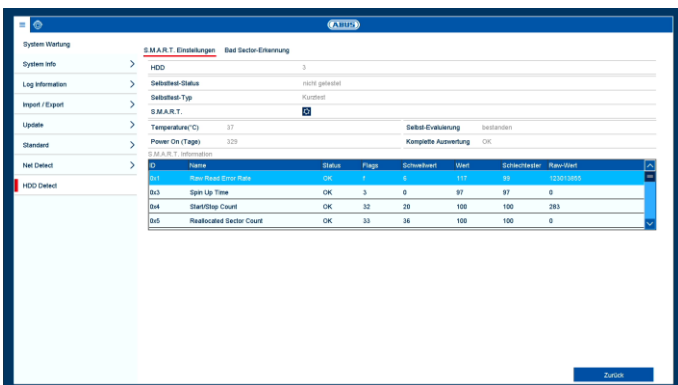 ABUS
System Wartung
System Info
Log Information
Import / Export
Update
Standard
Net Detect
HDD Detect
S.M.A.R.T. Einstellungen Bad Sector-Erkennung
HDD 3
Selbsttest-Status nicht getestet
Selbsttest-Typ Kurztest
S.M.A.R.T.
Temperature(°C) 37 Selbst-Evaluierung bestanden
Power On (Tage) 329 Komplette Auswertung OK
S.M.A.R.T. Information
ID Name Status Flags Schwellwert Wert Schlechtester Raw-Wert
0x1 Raw Read Error Rate OK f 6 117 99 123013855
0x3 Spin Up Time OK 3 0 97 97 0
0x4 Start/Stop Count OK 32 20 100 100 283
0x5 Reallocated Sector Count OK 33 36 100 100 0
Zurück